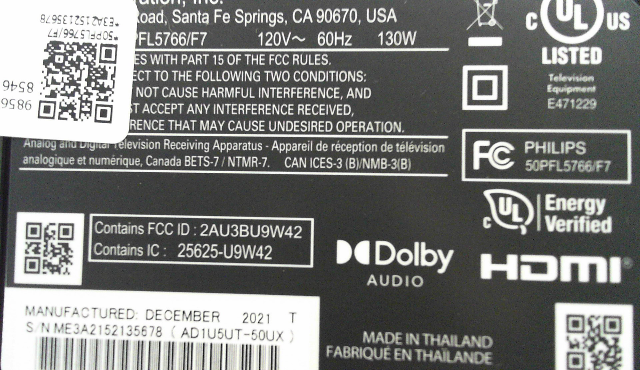 Road, Santa Fe Springs, CA 90670, USA
PFL5766/F7 120V~ 60Hz 130W
ES WITH PART 15 OF THE FCC RULES.
ECT TO THE FOLLOWING TWO CONDITIONS:
NOT CAUSE HARMFUL INTERFERENCE, AND
ST ACCEPT ANY INTERFERENCE RECEIVED,
RENCE THAT MAY CAUSE UNDESIRED OPERATION.
Analog and Digital Television Receiving Apparatus - Appareil de réception de télévision
analogique et numérique, Canada BETS-7 / NTMR-7. CAN ICES-3 (B)/NMB-3(B)
*E3A2152135678
*50PL5766/F7
8546
9856
C UL US
LISTED
Television
Equipment
E471229
FC PHILIPS
50PFL5766/F7
C UL Energy
Verified
Contains FCC ID : 2AU3BU9W42
Contains IC : 25625-U9W42
Dolby
AUDIO
HDMI
MANUFACTURED: DECEMBER 2021 T
S/N ME3A2152135678 ( AD1U5UT-50UX )
MADE IN THAILAND
FABRIQUÉ EN THAÏLANDE